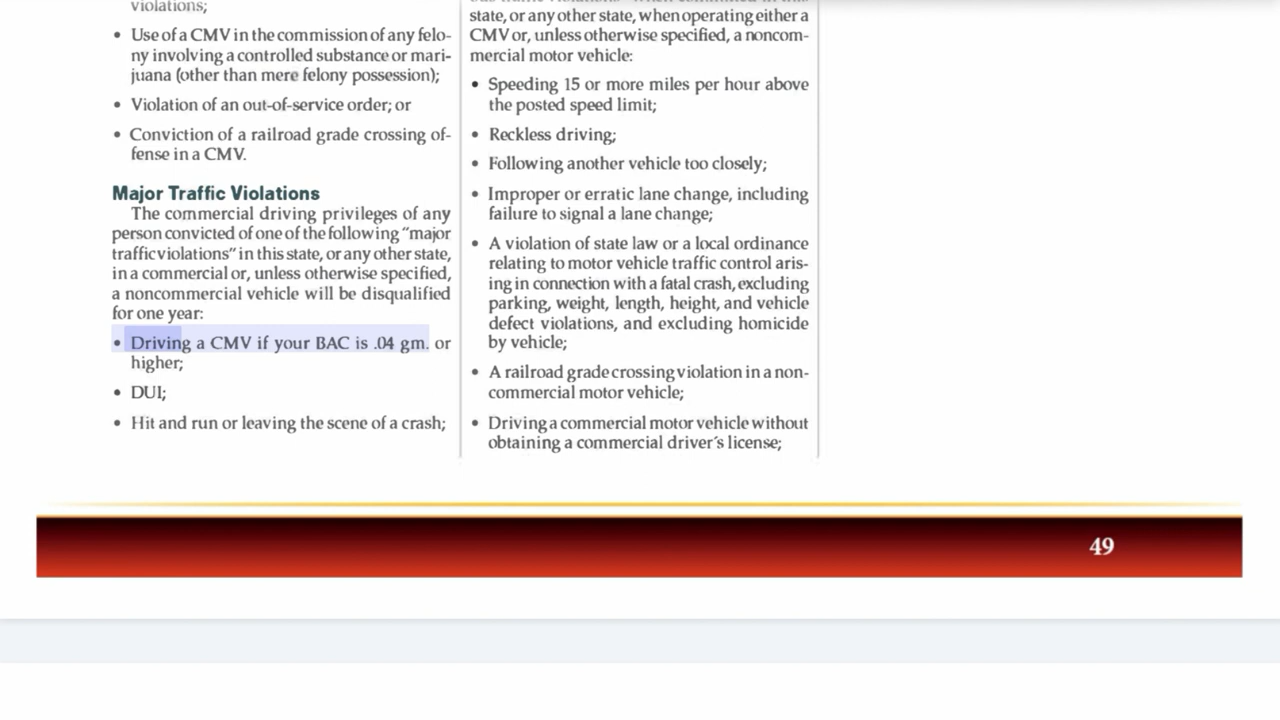 violations;
• Use of a CMV in the commission of any felo-
ny involving a controlled substance or mari-
juana (other than mere felony possession);
• Violation of an out-of-service order; or
• Conviction of a railroad grade crossing of-
fense in a CMV.
Major Traffic Violations
The commercial driving privileges of any
person convicted of one of the following “major
traffic violations” in this state, or any other state,
in a commercial or, unless otherwise specified,
a noncommercial vehicle will be disqualified
for one year:
• Driving a CMV if your BAC is .04 gm. or
higher;
• DUI;
• Hit and run or leaving the scene of a crash;
state, or any other state, when operating either a
CMV or, unless otherwise specified, a noncom-
mercial motor vehicle:
• Speeding 15 or more miles per hour above
the posted speed limit;
• Reckless driving;
• Following another vehicle too closely;
• Improper or erratic lane change, including
failure to signal a lane change;
• A violation of state law or a local ordinance
relating to motor vehicle traffic control aris-
ing in connection with a fatal crash, excluding
parking, weight, length, height, and vehicle
defect violations, and excluding homicide
by vehicle;
• A railroad grade crossing violation in a non-
commercial motor vehicle;
• Driving a commercial motor vehicle without
obtaining a commercial driver’s license;
49